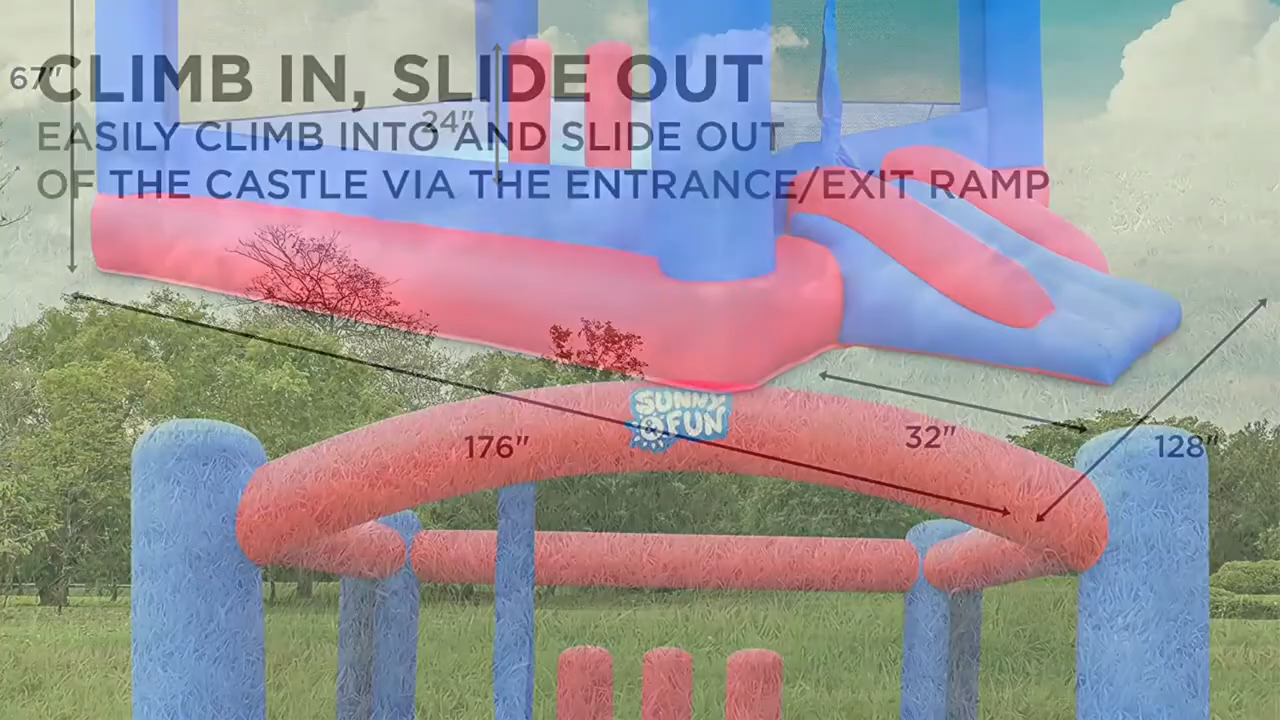 67"
CLIMB IN, SLIDE OUT
24"
EASILY CLIMB INTO AND SLIDE OUT
OF THE CASTLE VIA THE ENTRANCE/EXIT RAMP
SUNNY
& FUN
176"
32"
128"